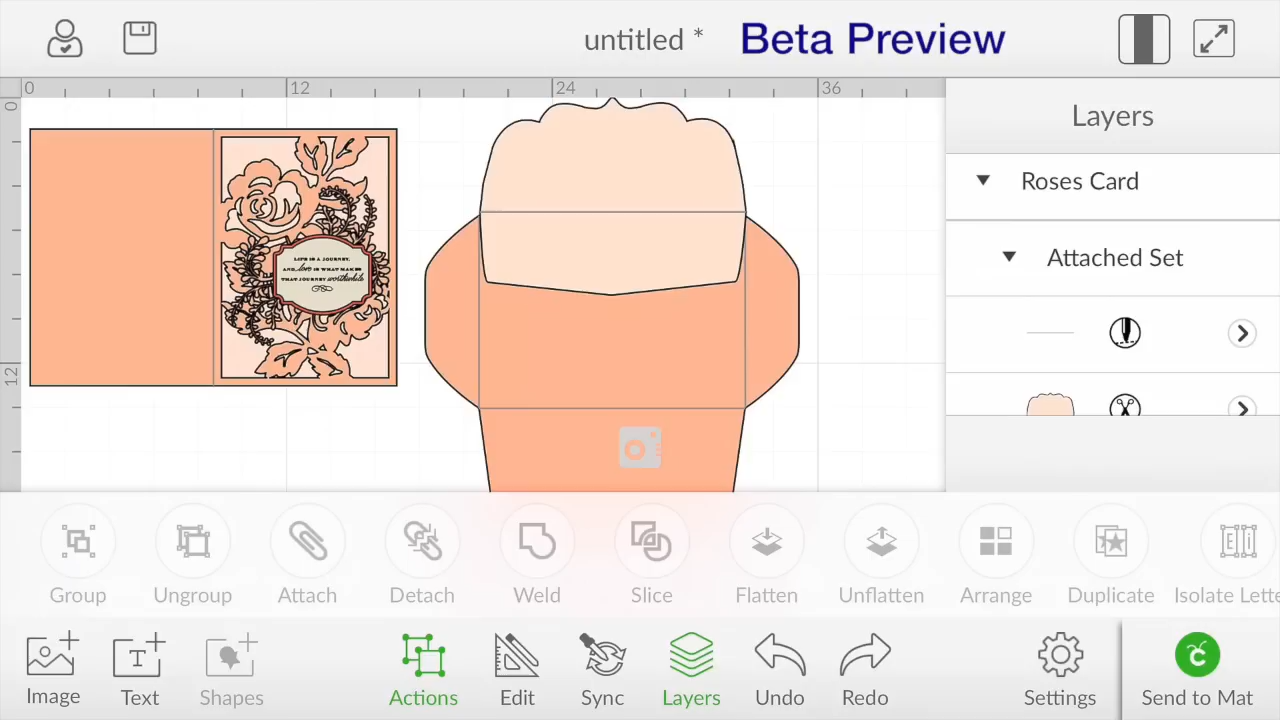 untitled *
Beta Preview
0
12
24
36
0
12
Layers
Roses Card
Attached Set
LIFE IS A JOURNEY,
AND love IS WHAT MAKES
THAT JOURNEY worthwhile
Group
Ungroup
Attach
Detach
Weld
Slice
Flatten
Unflatten
Arrange
Duplicate
Isolate Lette
Image
Text
Shapes
Actions
Edit
Sync
Layers
Undo
Redo
Settings
Send to Mat